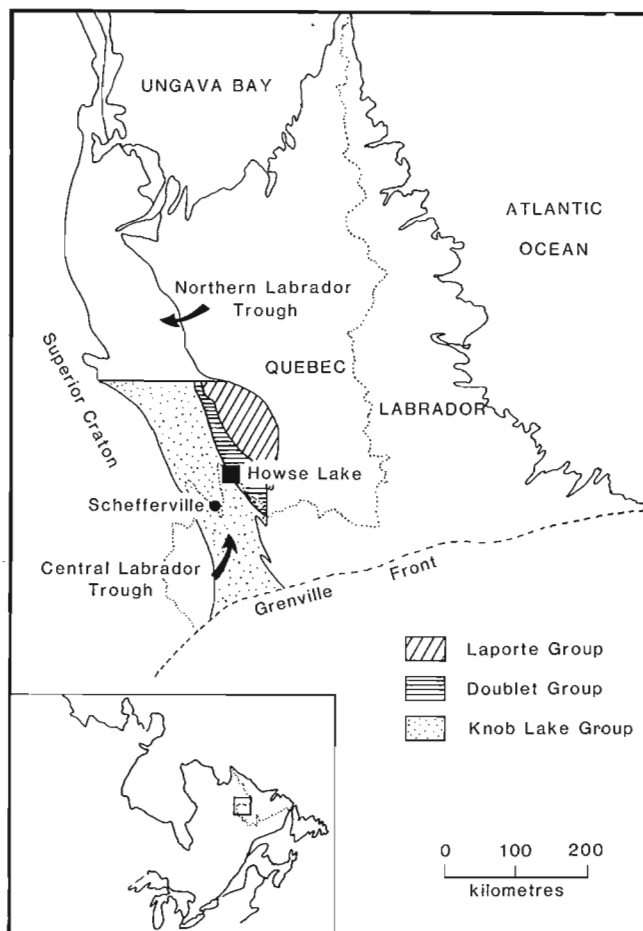 UNGAVA BAY
ATLANTIC
OCEAN
Northern Labrador
Trough
Superior Craton
QUEBEC
LABRADOR
Howse Lake
Schefferville
Central Labrador
Trough
Grenville Front
Laporte Group
Doublet Group
Knob Lake Group
0 100 200
kilometres